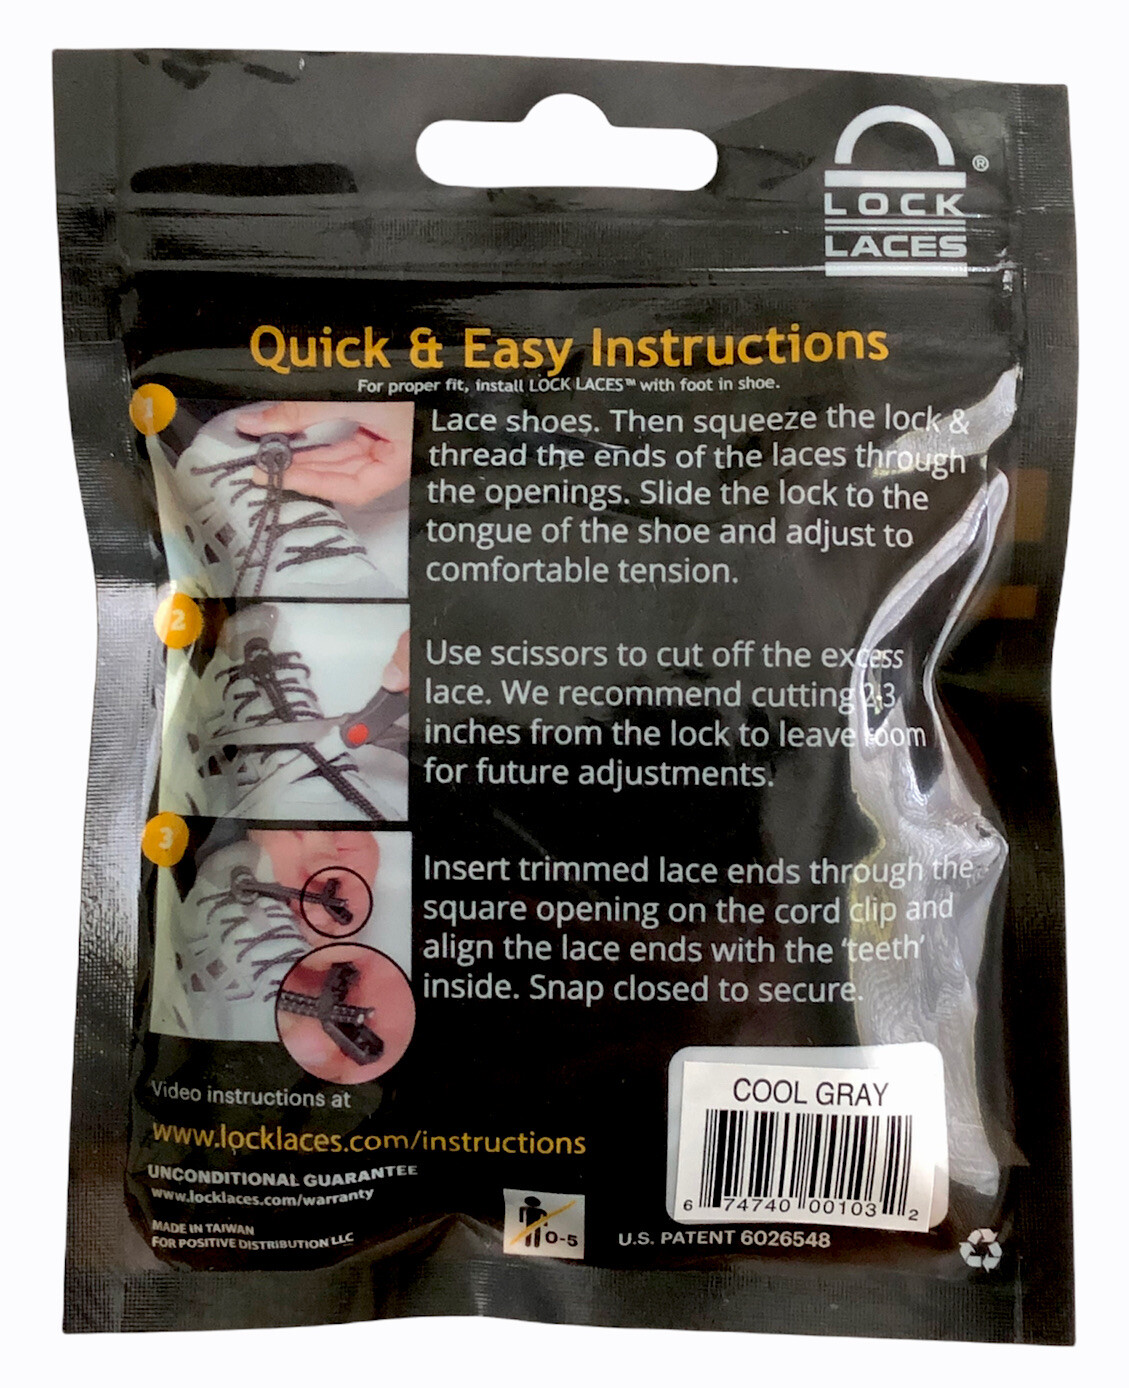 LOCK
LACES
®
Quick & Easy Instructions
For proper fit, install LOCK LACES™ with foot in shoe.
1
Lace shoes. Then squeeze the lock &
thread the ends of the laces through
the openings. Slide the lock to the
tongue of the shoe and adjust to
comfortable tension.
2
Use scissors to cut off the excess
lace. We recommend cutting 2-3
inches from the lock to leave room
for future adjustments.
3
Insert trimmed lace ends through the
square opening on the cord clip and
align the lace ends with the ‘teeth’
inside. Snap closed to secure.
Video instructions at
www.locklaces.com/instructions
UNCONDITIONAL GUARANTEE
www.locklaces.com/warranty
MADE IN TAIWAN
FOR POSITIVE DISTRIBUTION LLC
0-5
COOL GRAY
6 74740 00103 2
U.S. PATENT 6026548